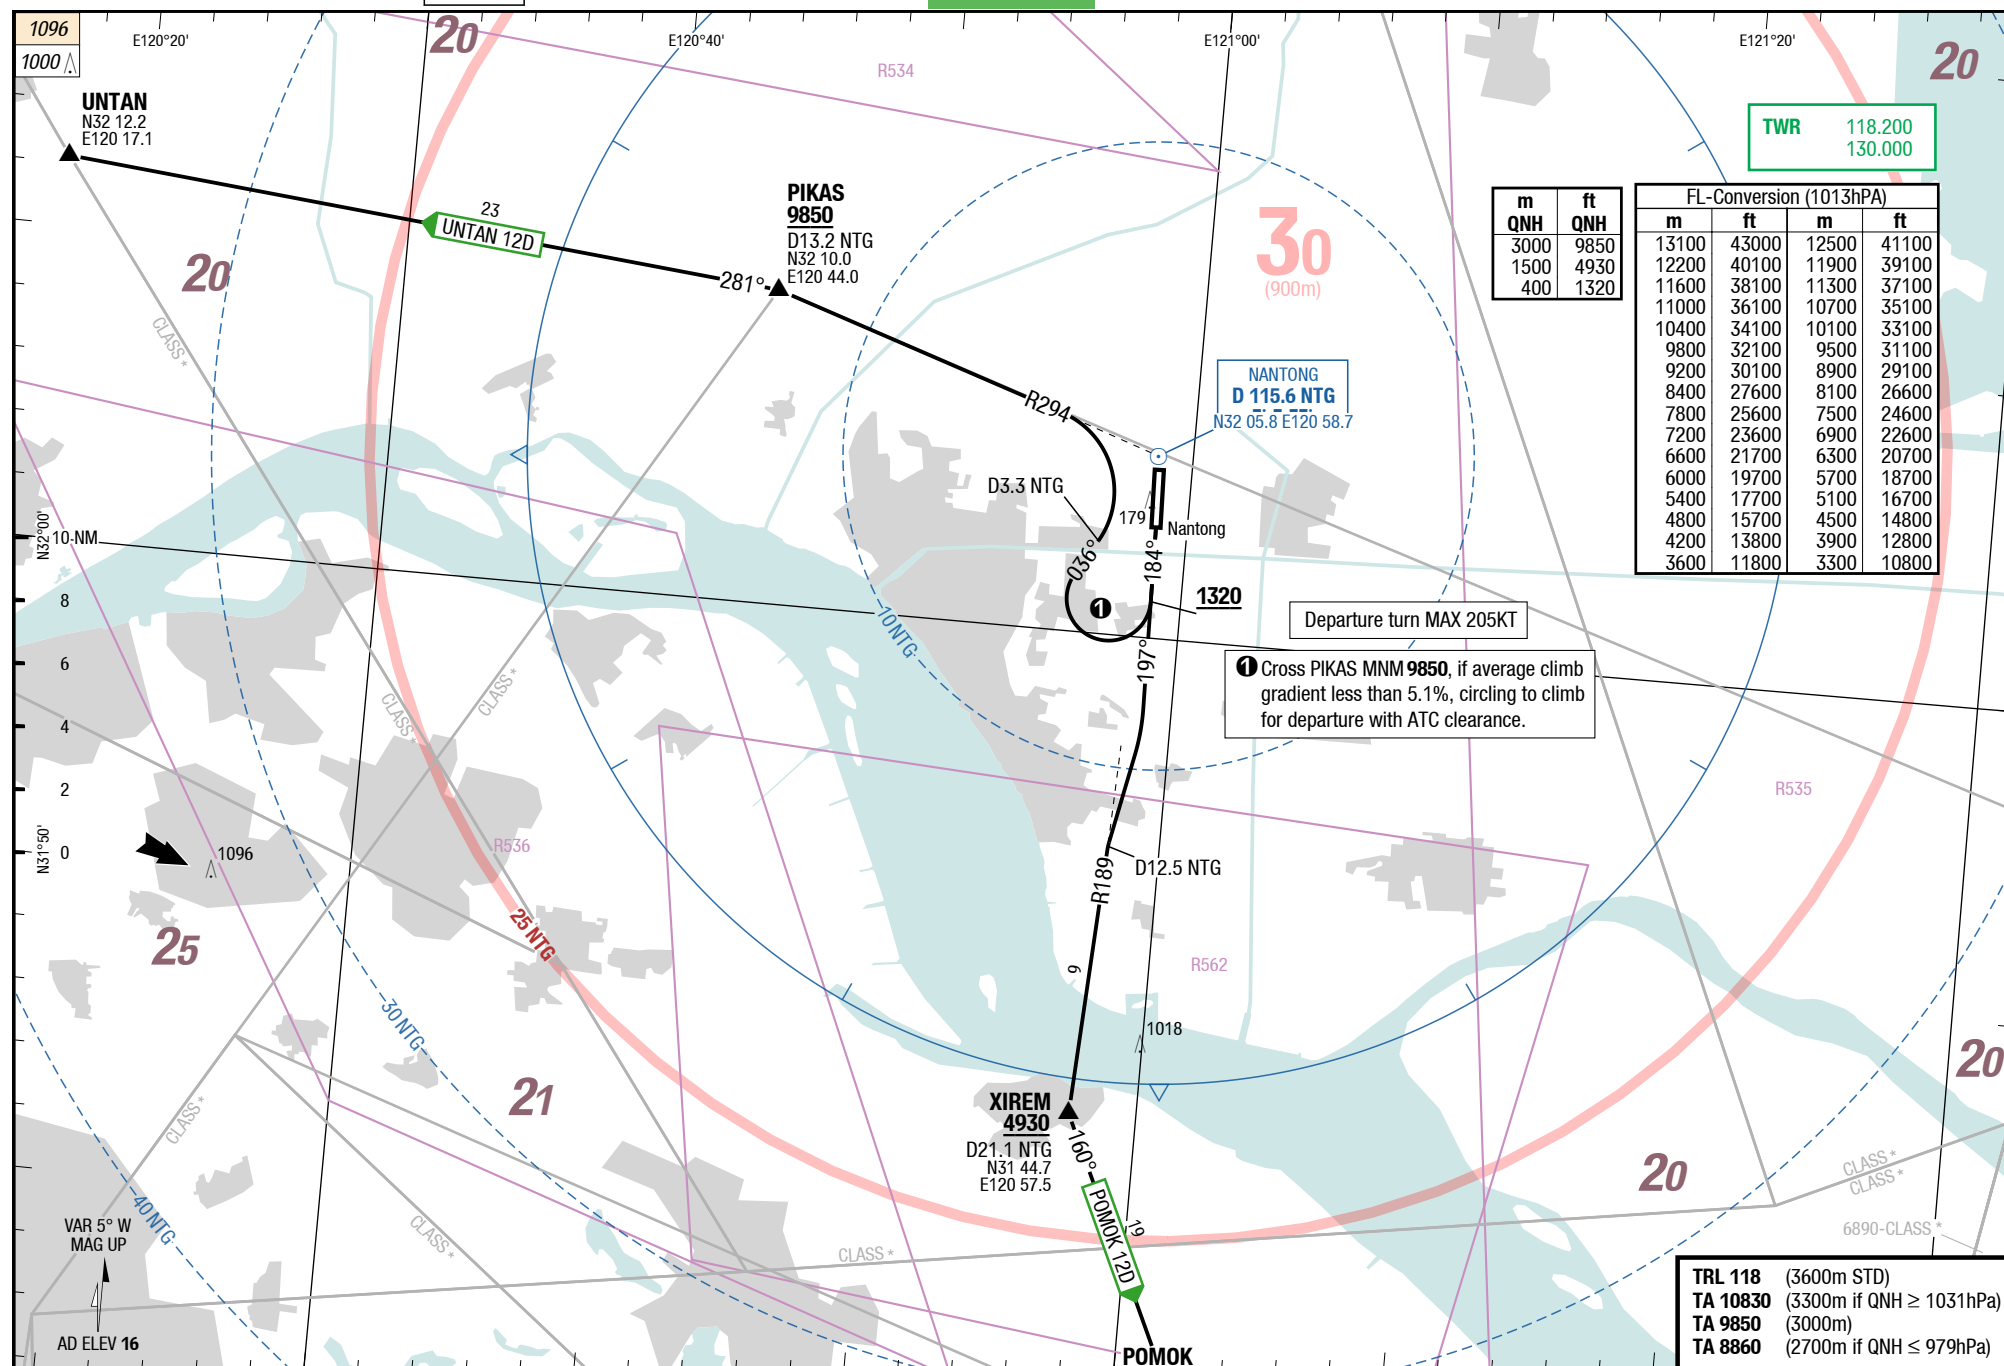 1096
1000
E120°20'
E120°40'
E121°00'
E121°20'
20
20
R534
UNTAN
N32 12.2
E120 17.1
TWR 118.200
130.000
23
UNTAN 12D
PIKAS
9850
D13.2 NTG
N32 10.0
E120 44.0
281°
20
30
(900m)
m ft
QNH QNH
3000 9850
1500 4930
400 1320
FL-Conversion (1013hPA)
m ft m ft
13100 43000 12500 41100
12200 40100 11900 39100
11600 38100 11300 37100
11000 36100 10700 35100
10400 34100 10100 33100
9800 32100 9500 31100
9200 30100 8900 29100
8400 27600 8100 26600
7800 25600 7500 24600
7200 23600 6900 22600
6600 21700 6300 20700
6000 19700 5700 18700
5400 17700 5100 16700
4800 15700 4500 14800
4200 13800 3900 12800
3600 11800 3300 10800
CLASS *
NANTONG
D 115.6 NTG
N32 05.8 E120 58.7
R294
D3.3 NTG
179
Nantong
N32°00'
10-NM
036°
184°
8
1
1320
10 NTG
Departure turn MAX 205KT
6
197°
1 Cross PIKAS MNM 9850, if average climb
gradient less than 5.1%, circling to climb
for departure with ATC clearance.
CLASS *
CLASS *
4
2
R535
N31°50'
0
1096
R536
D12.5 NTG
R189
25 NTG
25
9
R562
30 NTG
1018
20
21
XIREM
4930
D21.1 NTG
N31 44.7
E120 57.5
160°
CLASS *
20
CLASS *
CLASS *
40 NTG
POMOK 12D
19
VAR 5° W
MAG UP
CLASS *
CLASS *
6890-CLASS *
AD ELEV 16
POMOK
TRL 118 (3600m STD)
TA 10830 (3300m if QNH ≥ 1031hPa)
TA 9850 (3000m)
TA 8860 (2700m if QNH ≤ 979hPa)